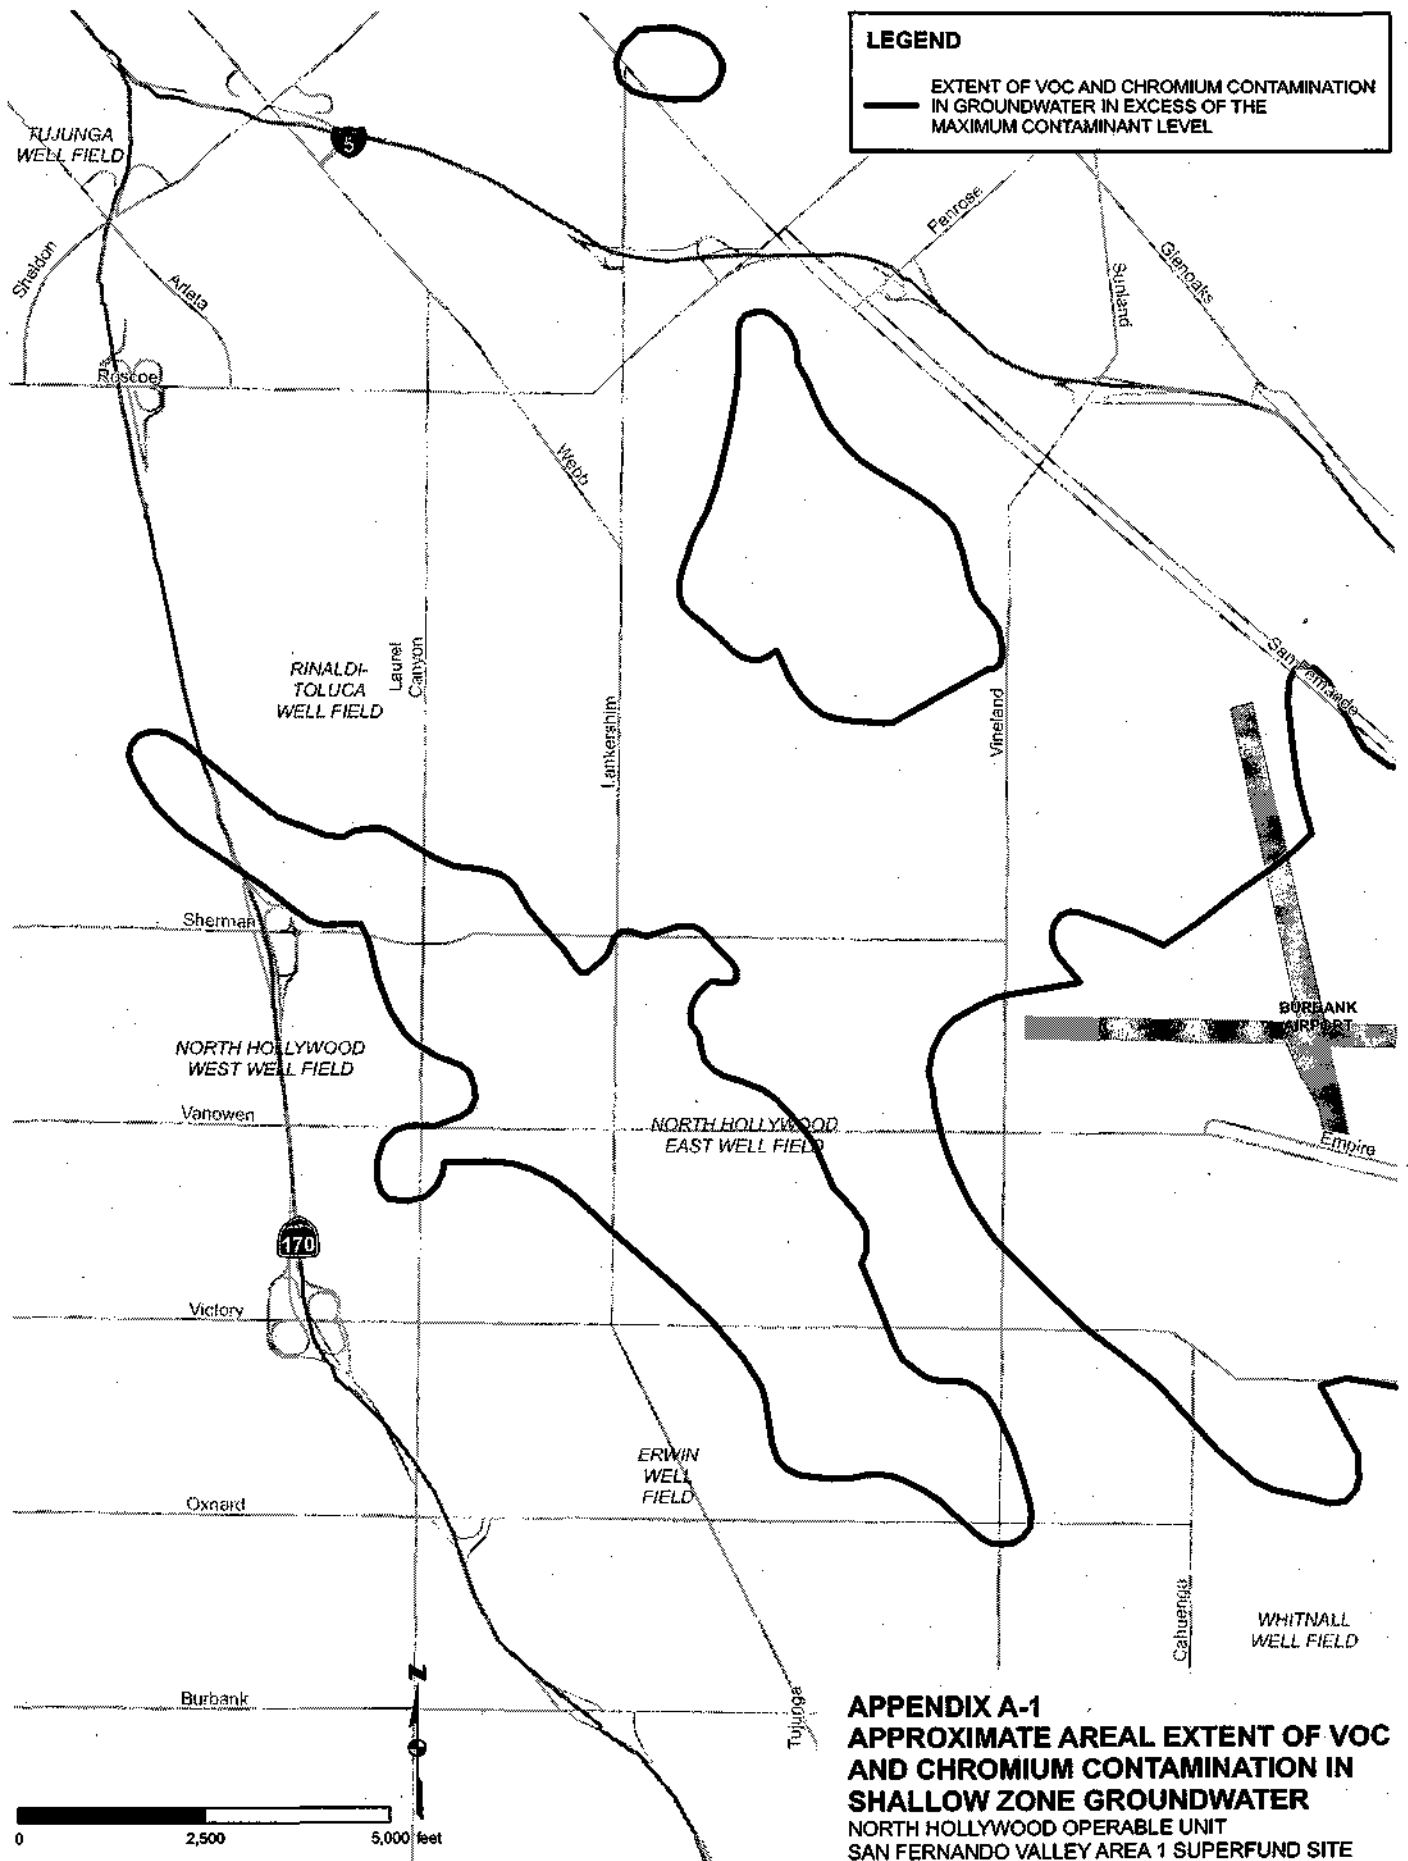 LEGEND
EXTENT OF VOC AND CHROMIUM CONTAMINATION
IN GROUNDWATER IN EXCESS OF THE
MAXIMUM CONTAMINANT LEVEL
TUJUNGA
WELL FIELD
5
Penrose
Sheldon
Arleta
Sunland
Glenoaks
Roscoe
Webb
RINALDI-
TOLUCA
WELL FIELD
Laurel
Canyon
Lankershim
Vineland
San Fernando
Sherman
BURBANK
AIRPORT
NORTH HOLLYWOOD
WEST WELL FIELD
Vanowen
NORTH HOLLYWOOD
EAST WELL FIELD
Empire
170
Victory
ERWIN
WELL
FIELD
Oxnard
Cahuenga
WHITNALL
WELL FIELD
N
Burbank
Tujunga
APPENDIX A-1
APPROXIMATE AREAL EXTENT OF VOC
AND CHROMIUM CONTAMINATION IN
SHALLOW ZONE GROUNDWATER
NORTH HOLLYWOOD OPERABLE UNIT
SAN FERNANDO VALLEY AREA 1 SUPERFUND SITE
0 2,500 5,000 feet